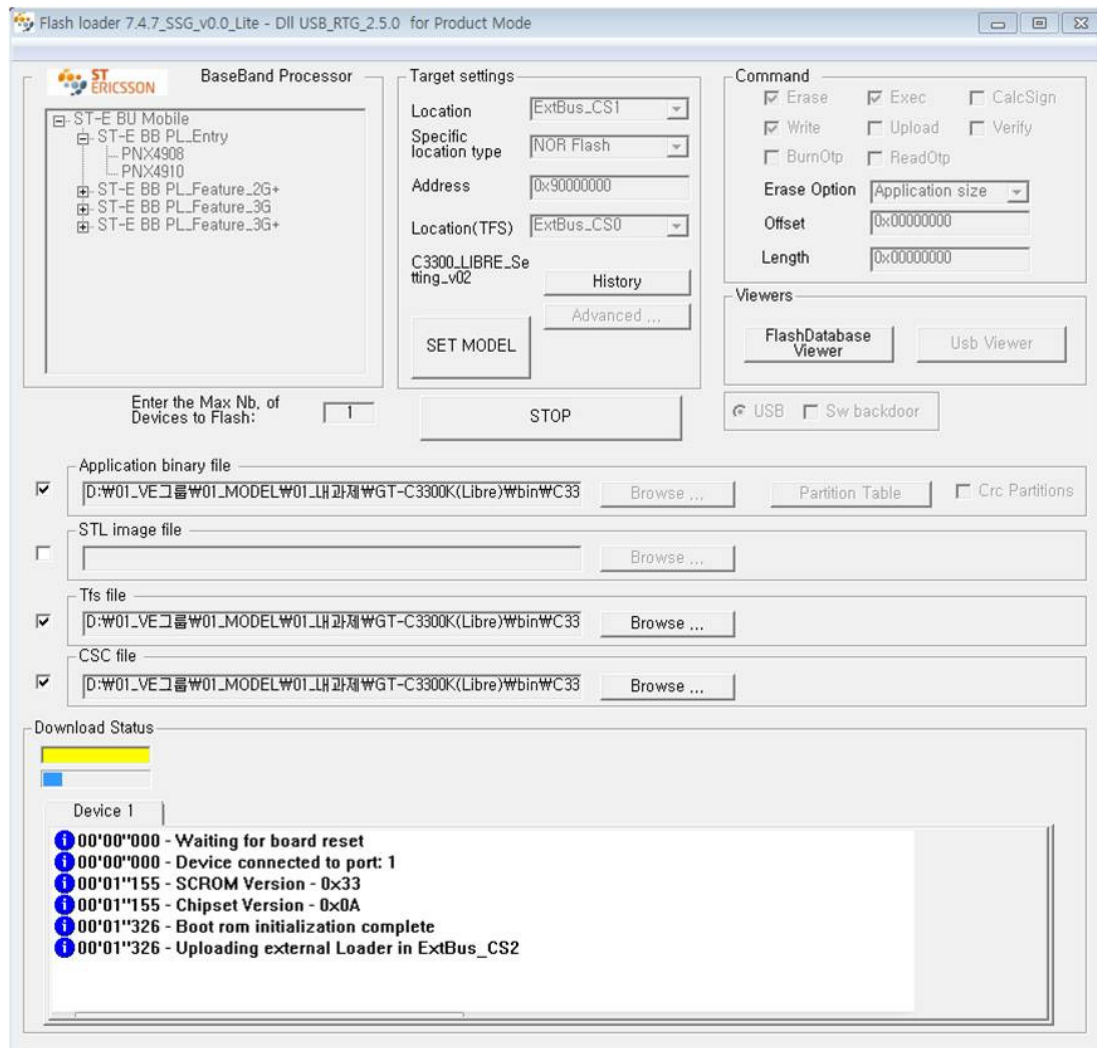 Flash loader 7.4.7_SSG_v0.0_Lite - Dll USB_RTG_2.5.0 for Product Mode
ST ERICSSON
BaseBand Processor
ST-E BU Mobile
ST-E BB PL_Entry
PNX4908
PNX4910
ST-E BB PL_Feature_2G+
ST-E BB PL_Feature_3G
ST-E BB PL_Feature_3G+
Target settings
Location ExtBus_CS1
Specific
location type NOR Flash
Address 0x90000000
Location(TFS) ExtBus_CS0
C3300_LIBRE_Se
tting_v02
History
Advanced ...
SET MODEL
Command
Erase Exec CalcSign
Write Upload Verify
BurnOtp ReadOtp
Erase Option Application size
Offset 0x00000000
Length 0x00000000
Viewers
FlashDatabase
Viewer
Usb Viewer
Enter the Max Nb. of
Devices to Flash: 1
STOP
USB Sw backdoor
Application binary file
D:₩01_VE그룹₩01_MODEL₩01_내과제₩GT-C3300K(Libre)₩bin₩C33 Browse ... Partition Table Crc Partitions
STL image file
Browse ...
Tfs file
D:₩01_VE그룹₩01_MODEL₩01_내과제₩GT-C3300K(Libre)₩bin₩C33 Browse ...
CSC file
D:₩01_VE그룹₩01_MODEL₩01_내과제₩GT-C3300K(Libre)₩bin₩C33 Browse ...
Download Status
Device 1
00'00"000 - Waiting for board reset
00'00"000 - Device connected to port: 1
00'01"155 - SCROM Version - 0x33
00'01"155 - Chipset Version - 0x0A
00'01"326 - Boot rom initialization complete
00'01"326 - Uploading external Loader in ExtBus_CS2